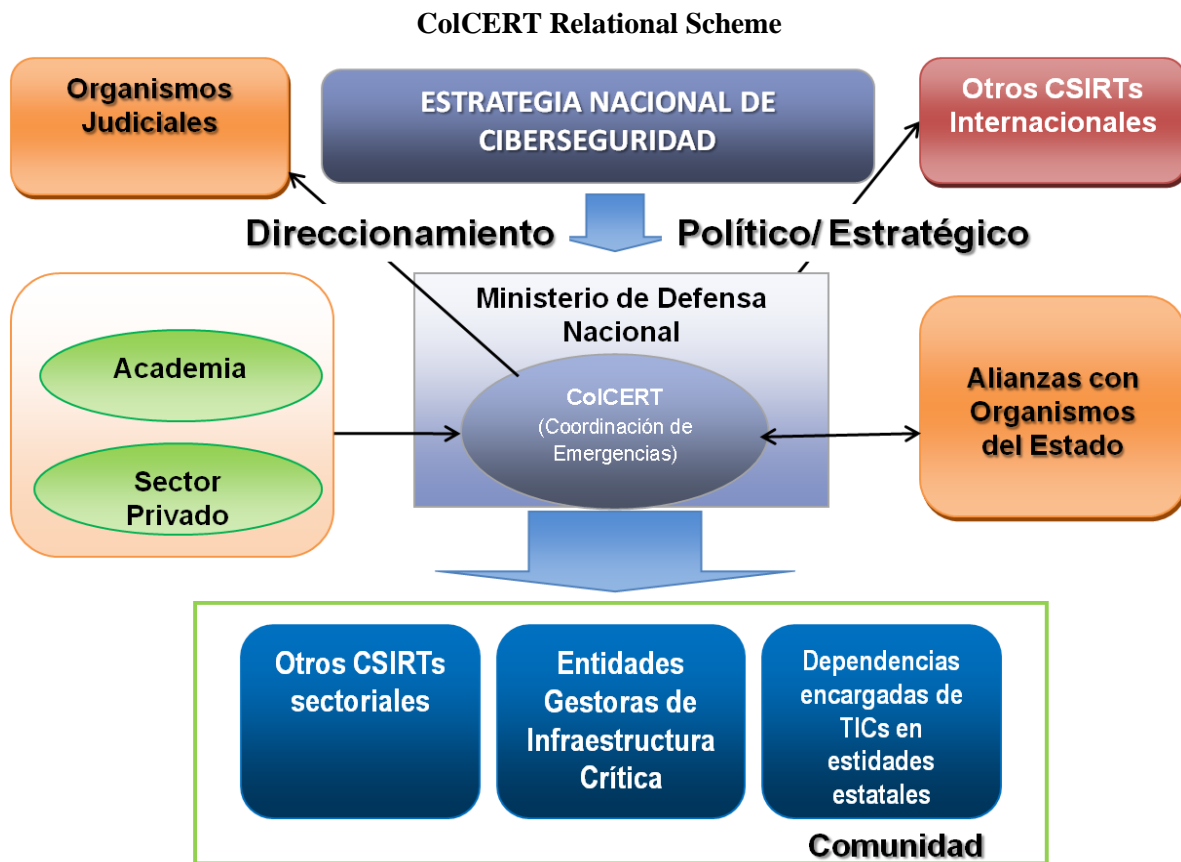 ColCERT Relational Scheme
Organismos
Judiciales
ESTRATEGIA NACIONAL DE
CIBERSEGURIDAD
Otros CSIRTs
Internacionales
Direccionamiento
Político/ Estratégico
Ministerio de Defensa
Nacional
Academia
Sector
Privado
ColCERT
(Coordinación de
Emergencias)
Alianzas con
Organismos
del Estado
Otros CSIRTs
sectoriales
Entidades
Gestoras de
Infraestructura
Crítica
Dependencias
encargadas de
TICs en
estidades
estatales
Comunidad